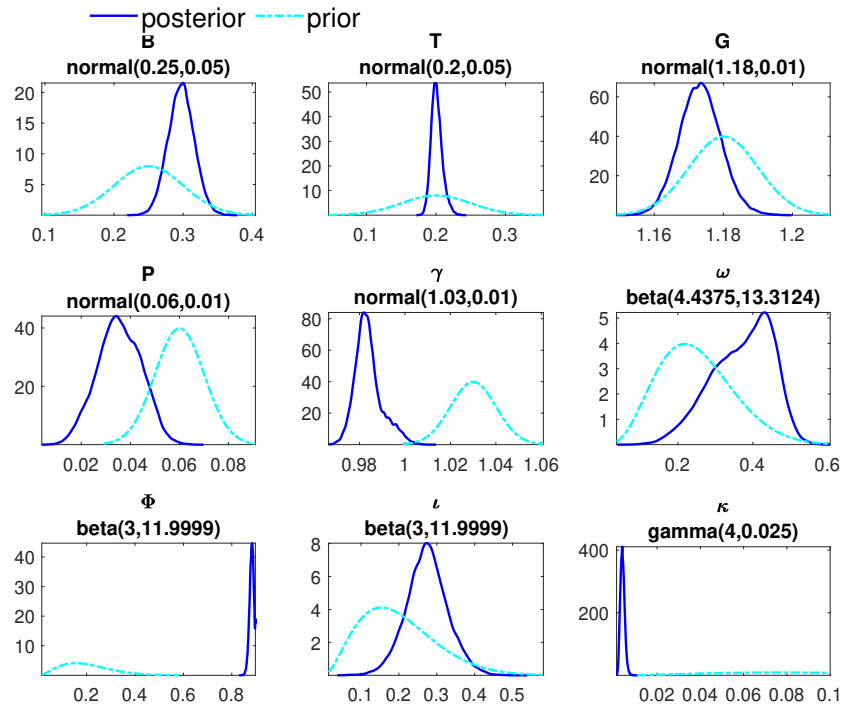 posterior prior
B T G
normal(0.25,0.05) normal(0.2,0.05) normal(1.18,0.01)
20 50 60
15 40 40
10 30 20
5 20
10
0.1 0.2 0.3 0.4 0.1 0.2 0.3 1.16 1.18 1.2
P γ ω
normal(0.06,0.01) normal(1.03,0.01) beta(4.4375,13.3124)
40 80 5
20 60 4
40 3
20 2
1
0.02 0.04 0.06 0.08 0.98 1 1.03 1.04 1.06 0.2 0.4 0.6
Φ ι κ
beta(3,11.9999) beta(3,11.9999) gamma(4,0.025)
40 8 400
30 6 200
20 4
10 2
0.2 0.4 0.6 0.8 0.1 0.2 0.3 0.4 0.5 0.02 0.04 0.06 0.08 0.1